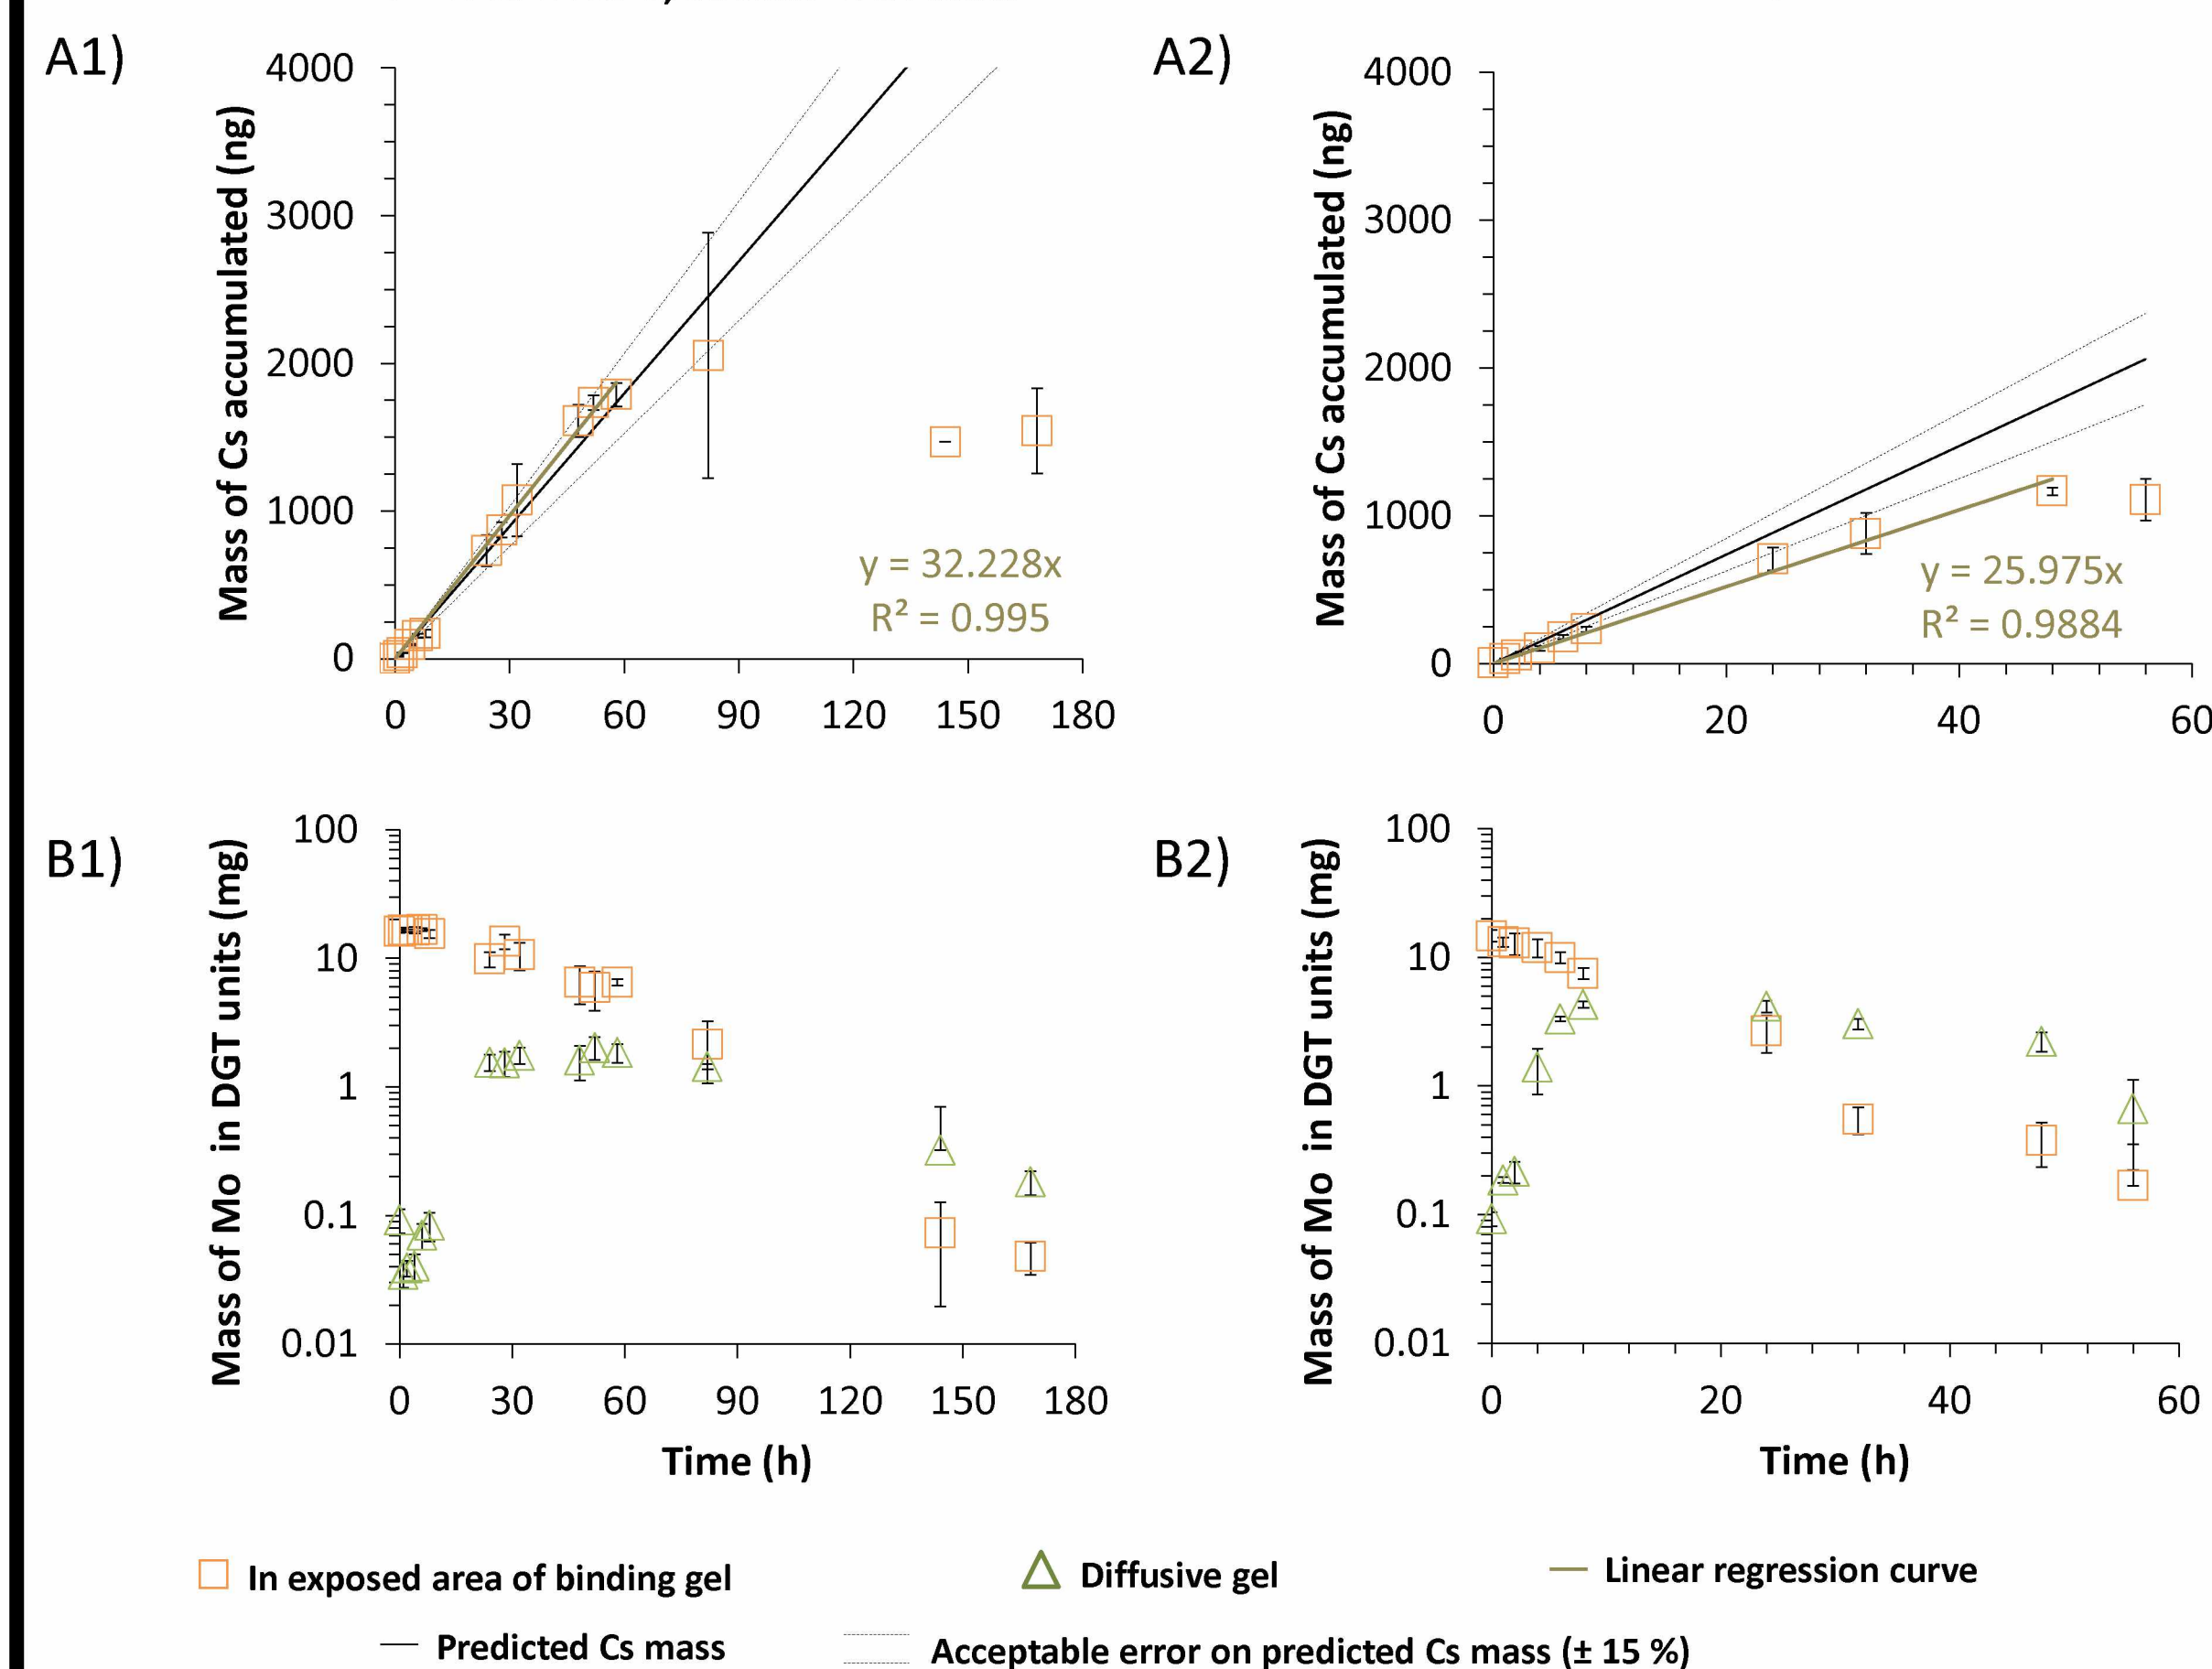 A1)
4000
3000
2000
1000
0
Mass of Cs accumulated (ng)
y = 32.228x
R² = 0.995
0 30 60 90 120 150 180
A2)
4000
3000
2000
1000
0
Mass of Cs accumulated (ng)
y = 25.975x
R² = 0.9884
0 20 40 60
B1)
100
10
1
0.1
0.01
Mass of Mo in DGT units (mg)
0 30 60 90 120 150 180
Time (h)
B2)
100
10
1
0.1
0.01
Mass of Mo in DGT units (mg)
0 20 40 60
Time (h)
In exposed area of binding gel
Diffusive gel
Linear regression curve
Predicted Cs mass
Acceptable error on predicted Cs mass (± 15 %)